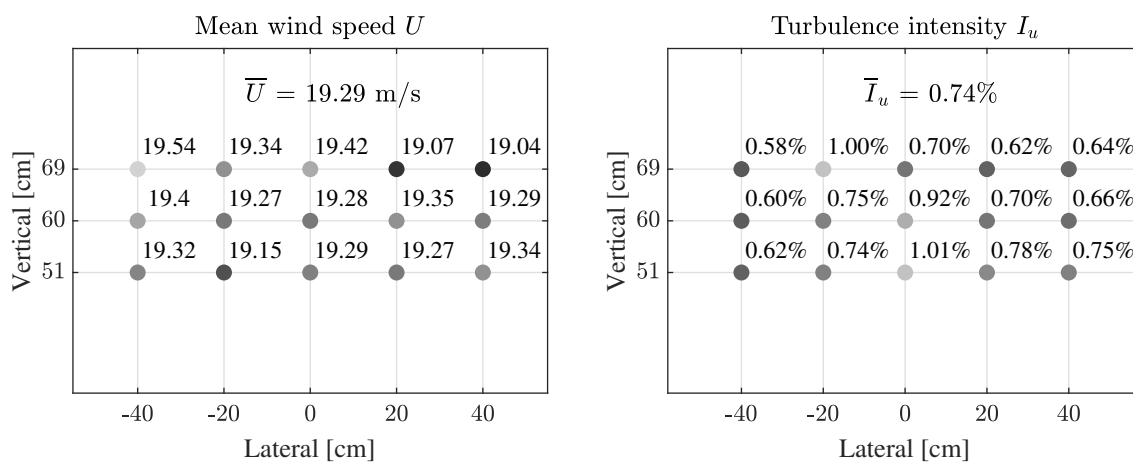 Mean wind speed U
U̅ = 19.29 m/s
19.54 19.34 19.42 19.07 19.04
69
19.4 19.27 19.28 19.35 19.29
60
19.32 19.15 19.29 19.27 19.34
51
Vertical [cm]
-40 -20 0 20 40
Lateral [cm]
Turbulence intensity Iᵤ
I̅ᵤ = 0.74%
0.58% 1.00% 0.70% 0.62% 0.64%
69
0.60% 0.75% 0.92% 0.70% 0.66%
60
0.62% 0.74% 1.01% 0.78% 0.75%
51
Vertical [cm]
-40 -20 0 20 40
Lateral [cm]